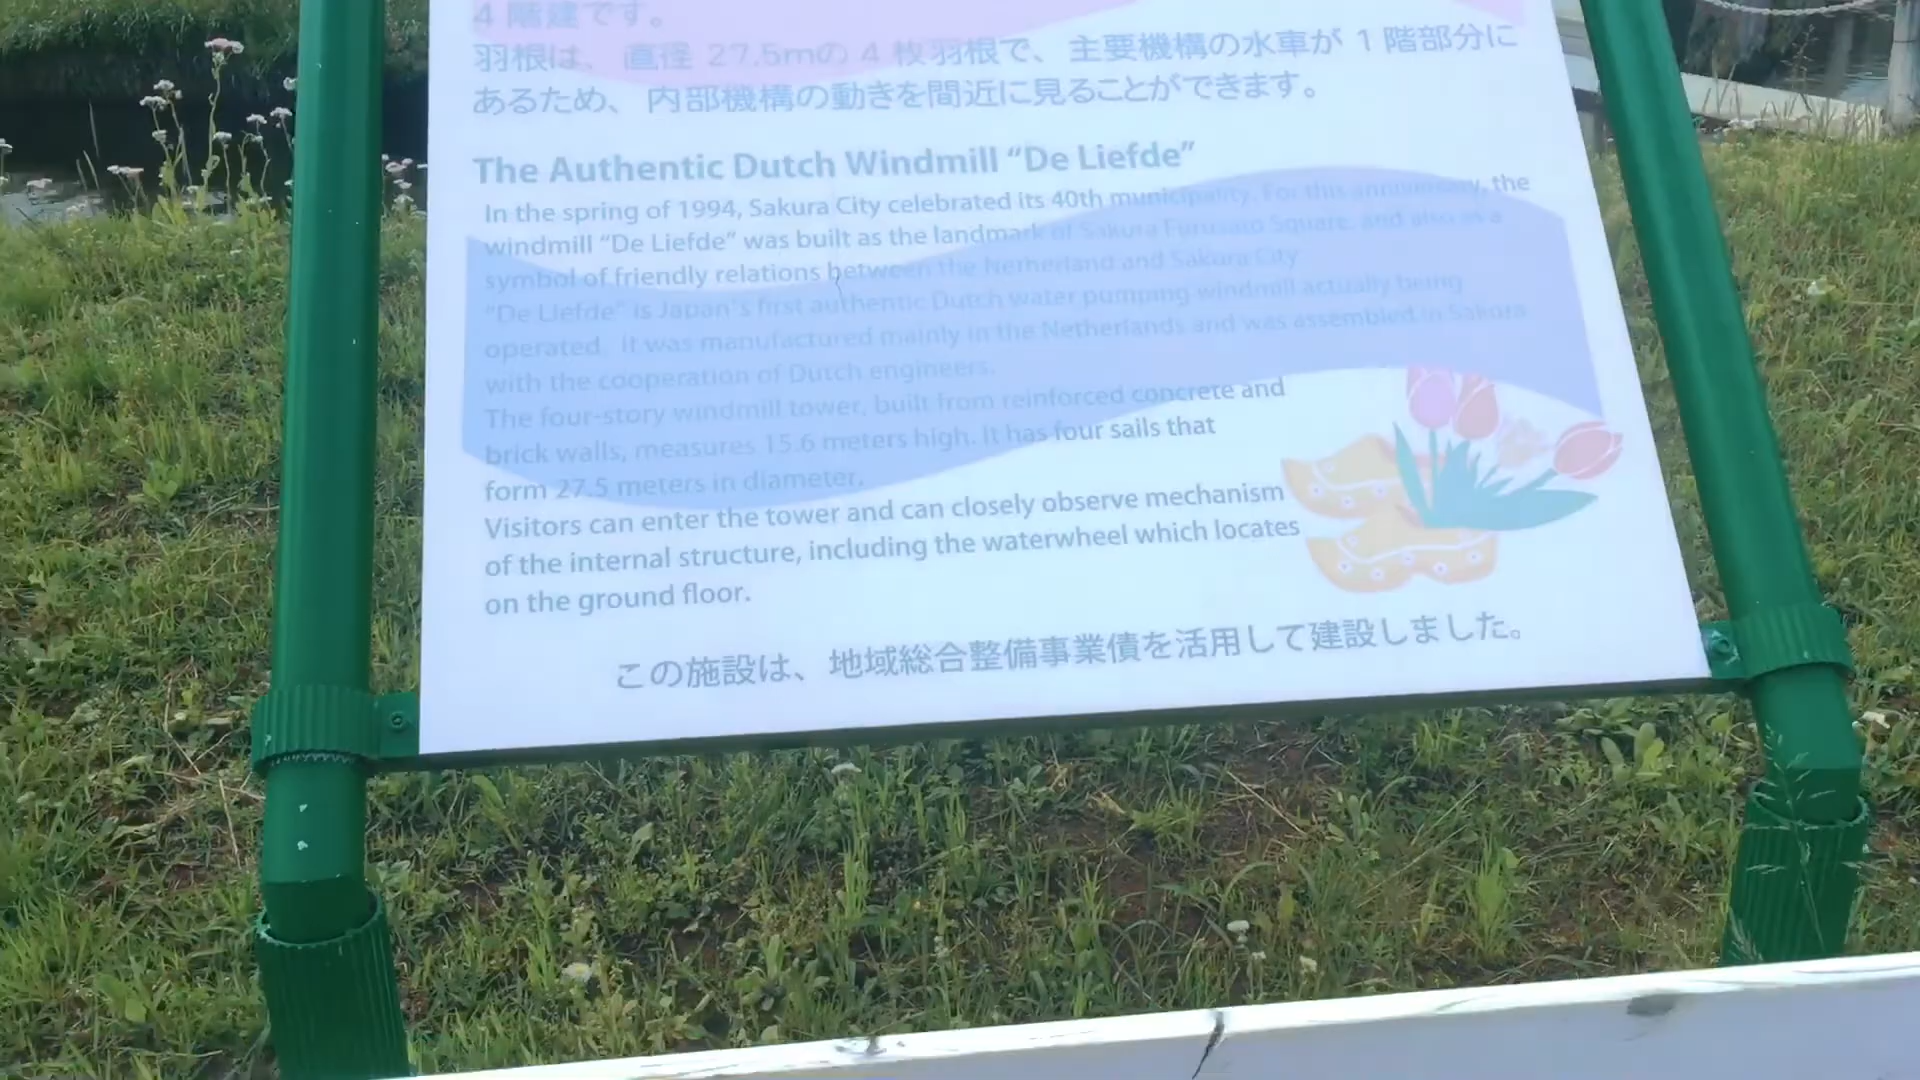 4 階建です。
羽根は、直径 27.5mの 4 枚羽根で、主要機構の水車が 1 階部分に
あるため、内部機構の動きを間近に見ることができます。
The Authentic Dutch Windmill “De Liefde”
In the spring of 1994, Sakura City celebrated its 40th municipality. For this anniversary, the
windmill “De Liefde” was built as the landmark of Sakura Furusato Square, and also as a
symbol of friendly relations between the Netherland and Sakura City
“De Liefde” is Japan's first authentic Dutch water pumping windmill actually being
operated. It was manufactured mainly in the Netherlands and was assembled in Sakura
with the cooperation of Dutch engineers.
The four-story windmill tower, built from reinforced concrete and
brick walls, measures 15.6 meters high. It has four sails that
form 27.5 meters in diameter.
Visitors can enter the tower and can closely observe mechanism
of the internal structure, including the waterwheel which locates
on the ground floor.
この施設は、地域総合整備事業債を活用して建設しました。